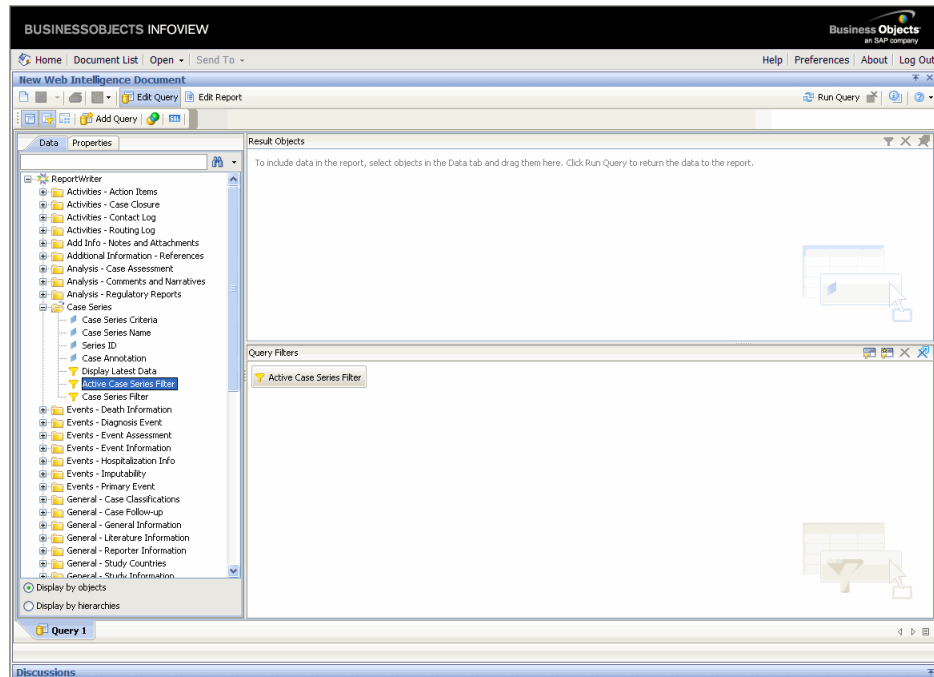 BUSINESSOBJECTS INFOVIEW
Business Objects
an SAP company
Home Document List Open Send To Help Preferences About Log Out
New Web Intelligence Document
Edit Query Edit Report Run Query
Add Query SQL
Data Properties
Result Objects
To include data in the report, select objects in the Data tab and drag them here. Click Run Query to return the data to the report.
ReportWriter
Activities - Action Items
Activities - Case Closure
Activities - Contact Log
Activities - Routing Log
Add Info - Notes and Attachments
Additional Information - References
Analysis - Case Assessment
Analysis - Comments and Narratives
Analysis - Regulatory Reports
Case Series
Case Series Criteria
Case Series Name
Series ID
Case Annotation
Display Latest Data
Active Case Series Filter
Case Series Filter
Events - Death Information
Events - Diagnosis Event
Events - Event Assessment
Events - Event Information
Events - Hospitalization Info
Events - Imputability
Events - Primary Event
General - Case Classifications
General - Case Follow-up
General - General Information
General - Literature Information
General - Reporter Information
General - Study Countries
General - Study Information
Display by objects
Display by hierarchies
Query Filters
Active Case Series Filter
Query 1
Discussions